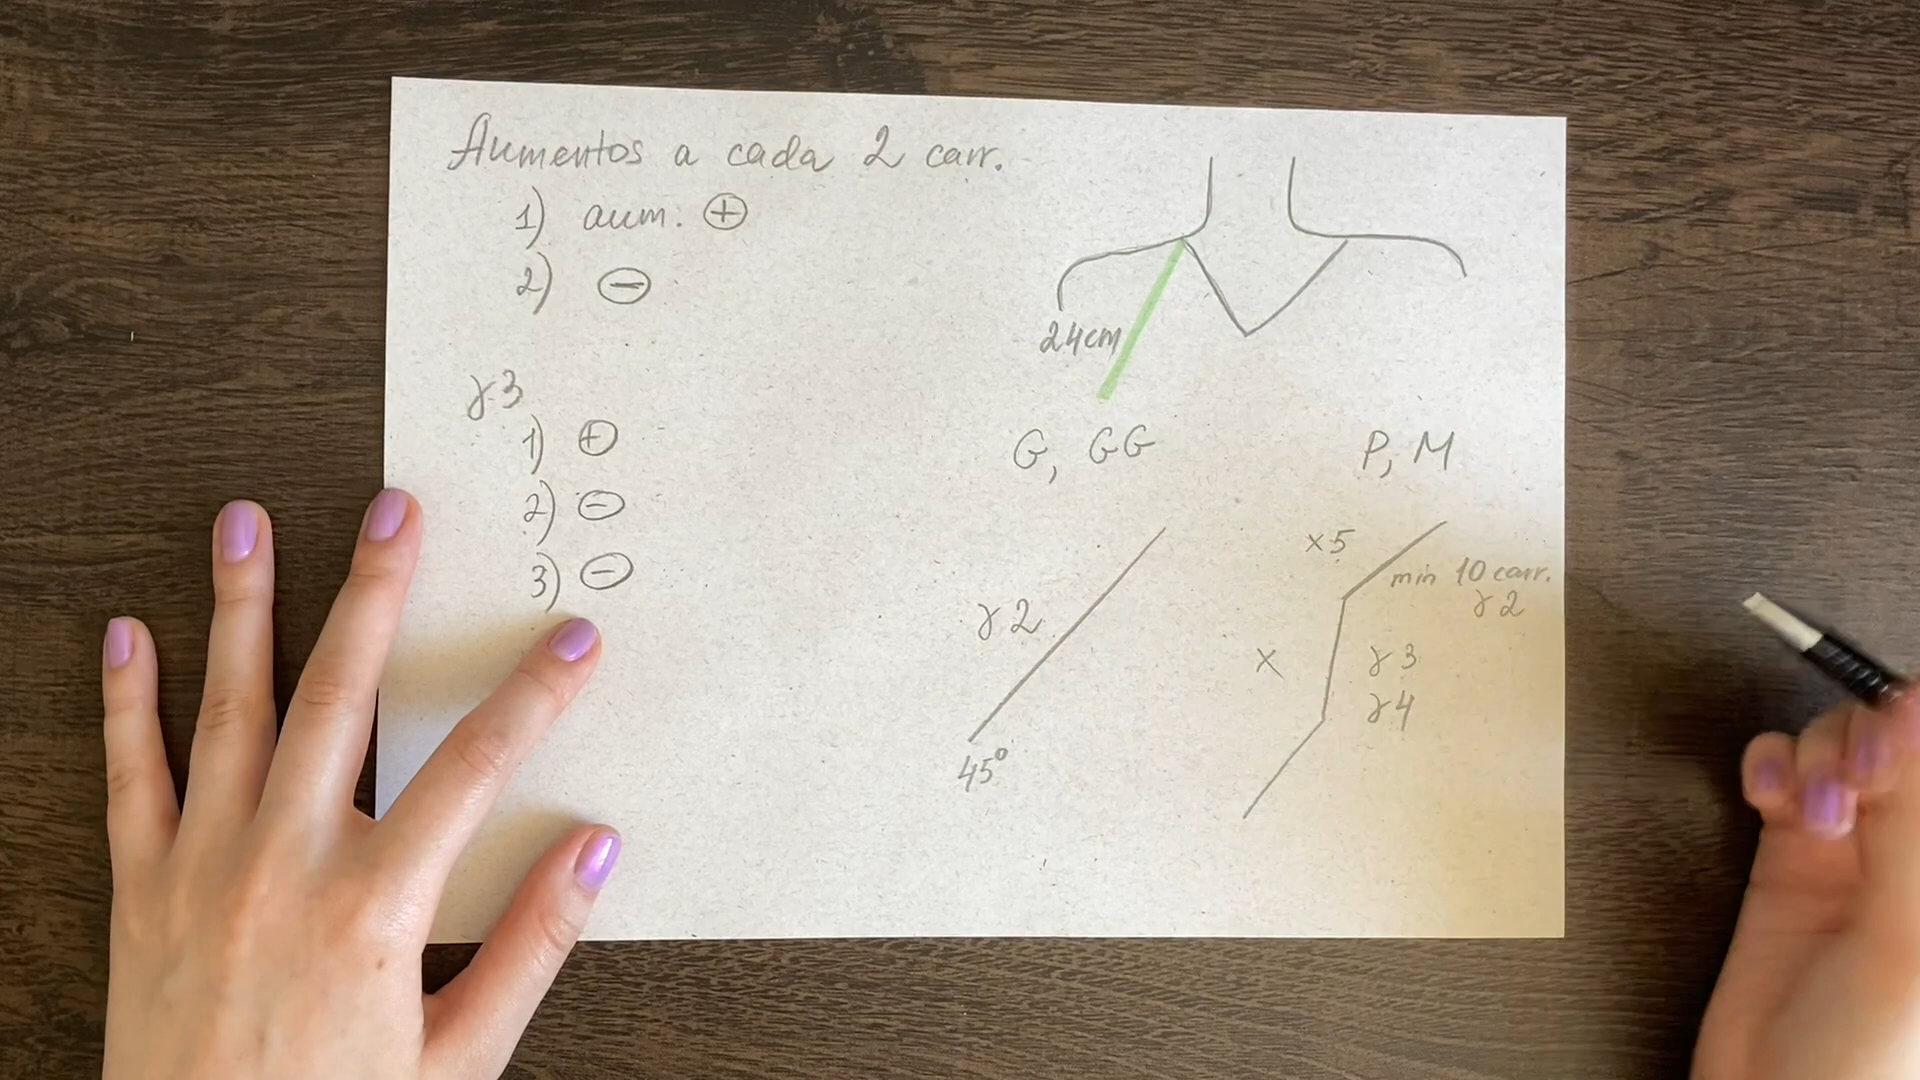 Aumentos a cada 2 carr.
1) aum. +
2) -
γ3
1) +
2) -
3) -
24cm
G, GG
γ2
45°
P, M
x5
min 10 carr.
γ2
x
γ3
γ4